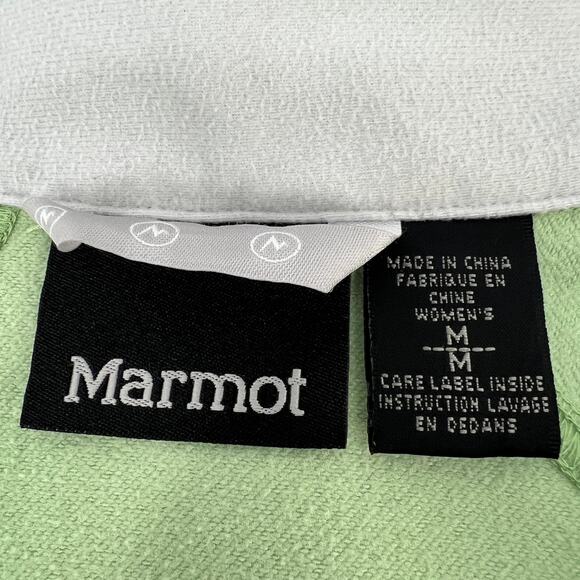 Marmot
MADE IN CHINA
FABRIQUE EN
CHINE
WOMEN'S
M
M
CARE LABEL INSIDE
INSTRUCTION LAVAGE
EN DEDANS